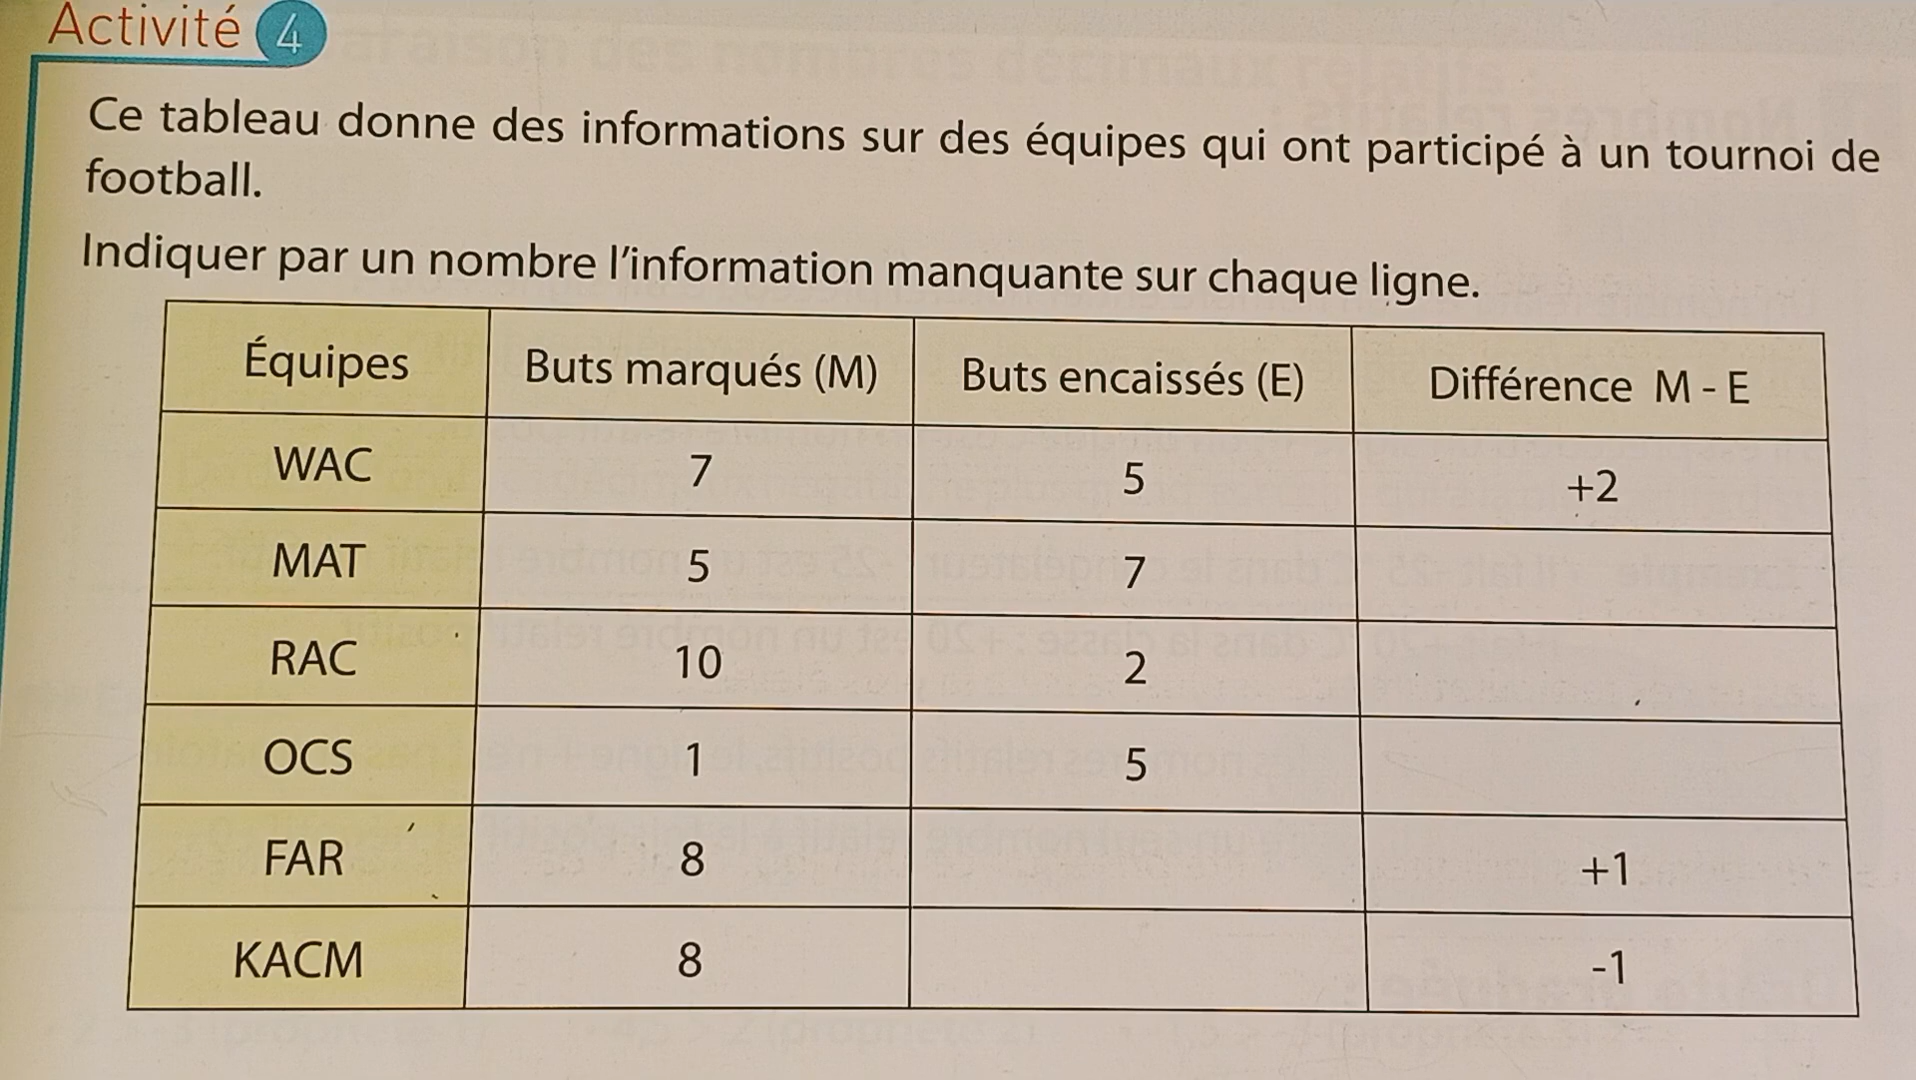 Activité 4
Ce tableau donne des informations sur des équipes qui ont participé à un tournoi de
football.
Indiquer par un nombre l'information manquante sur chaque ligne.
Équipes Buts marqués (M) Buts encaissés (E) Différence M - E
WAC 7 5 +2
MAT 5 7
RAC 10 2
OCS 1 5
FAR 8 +1
KACM 8 -1